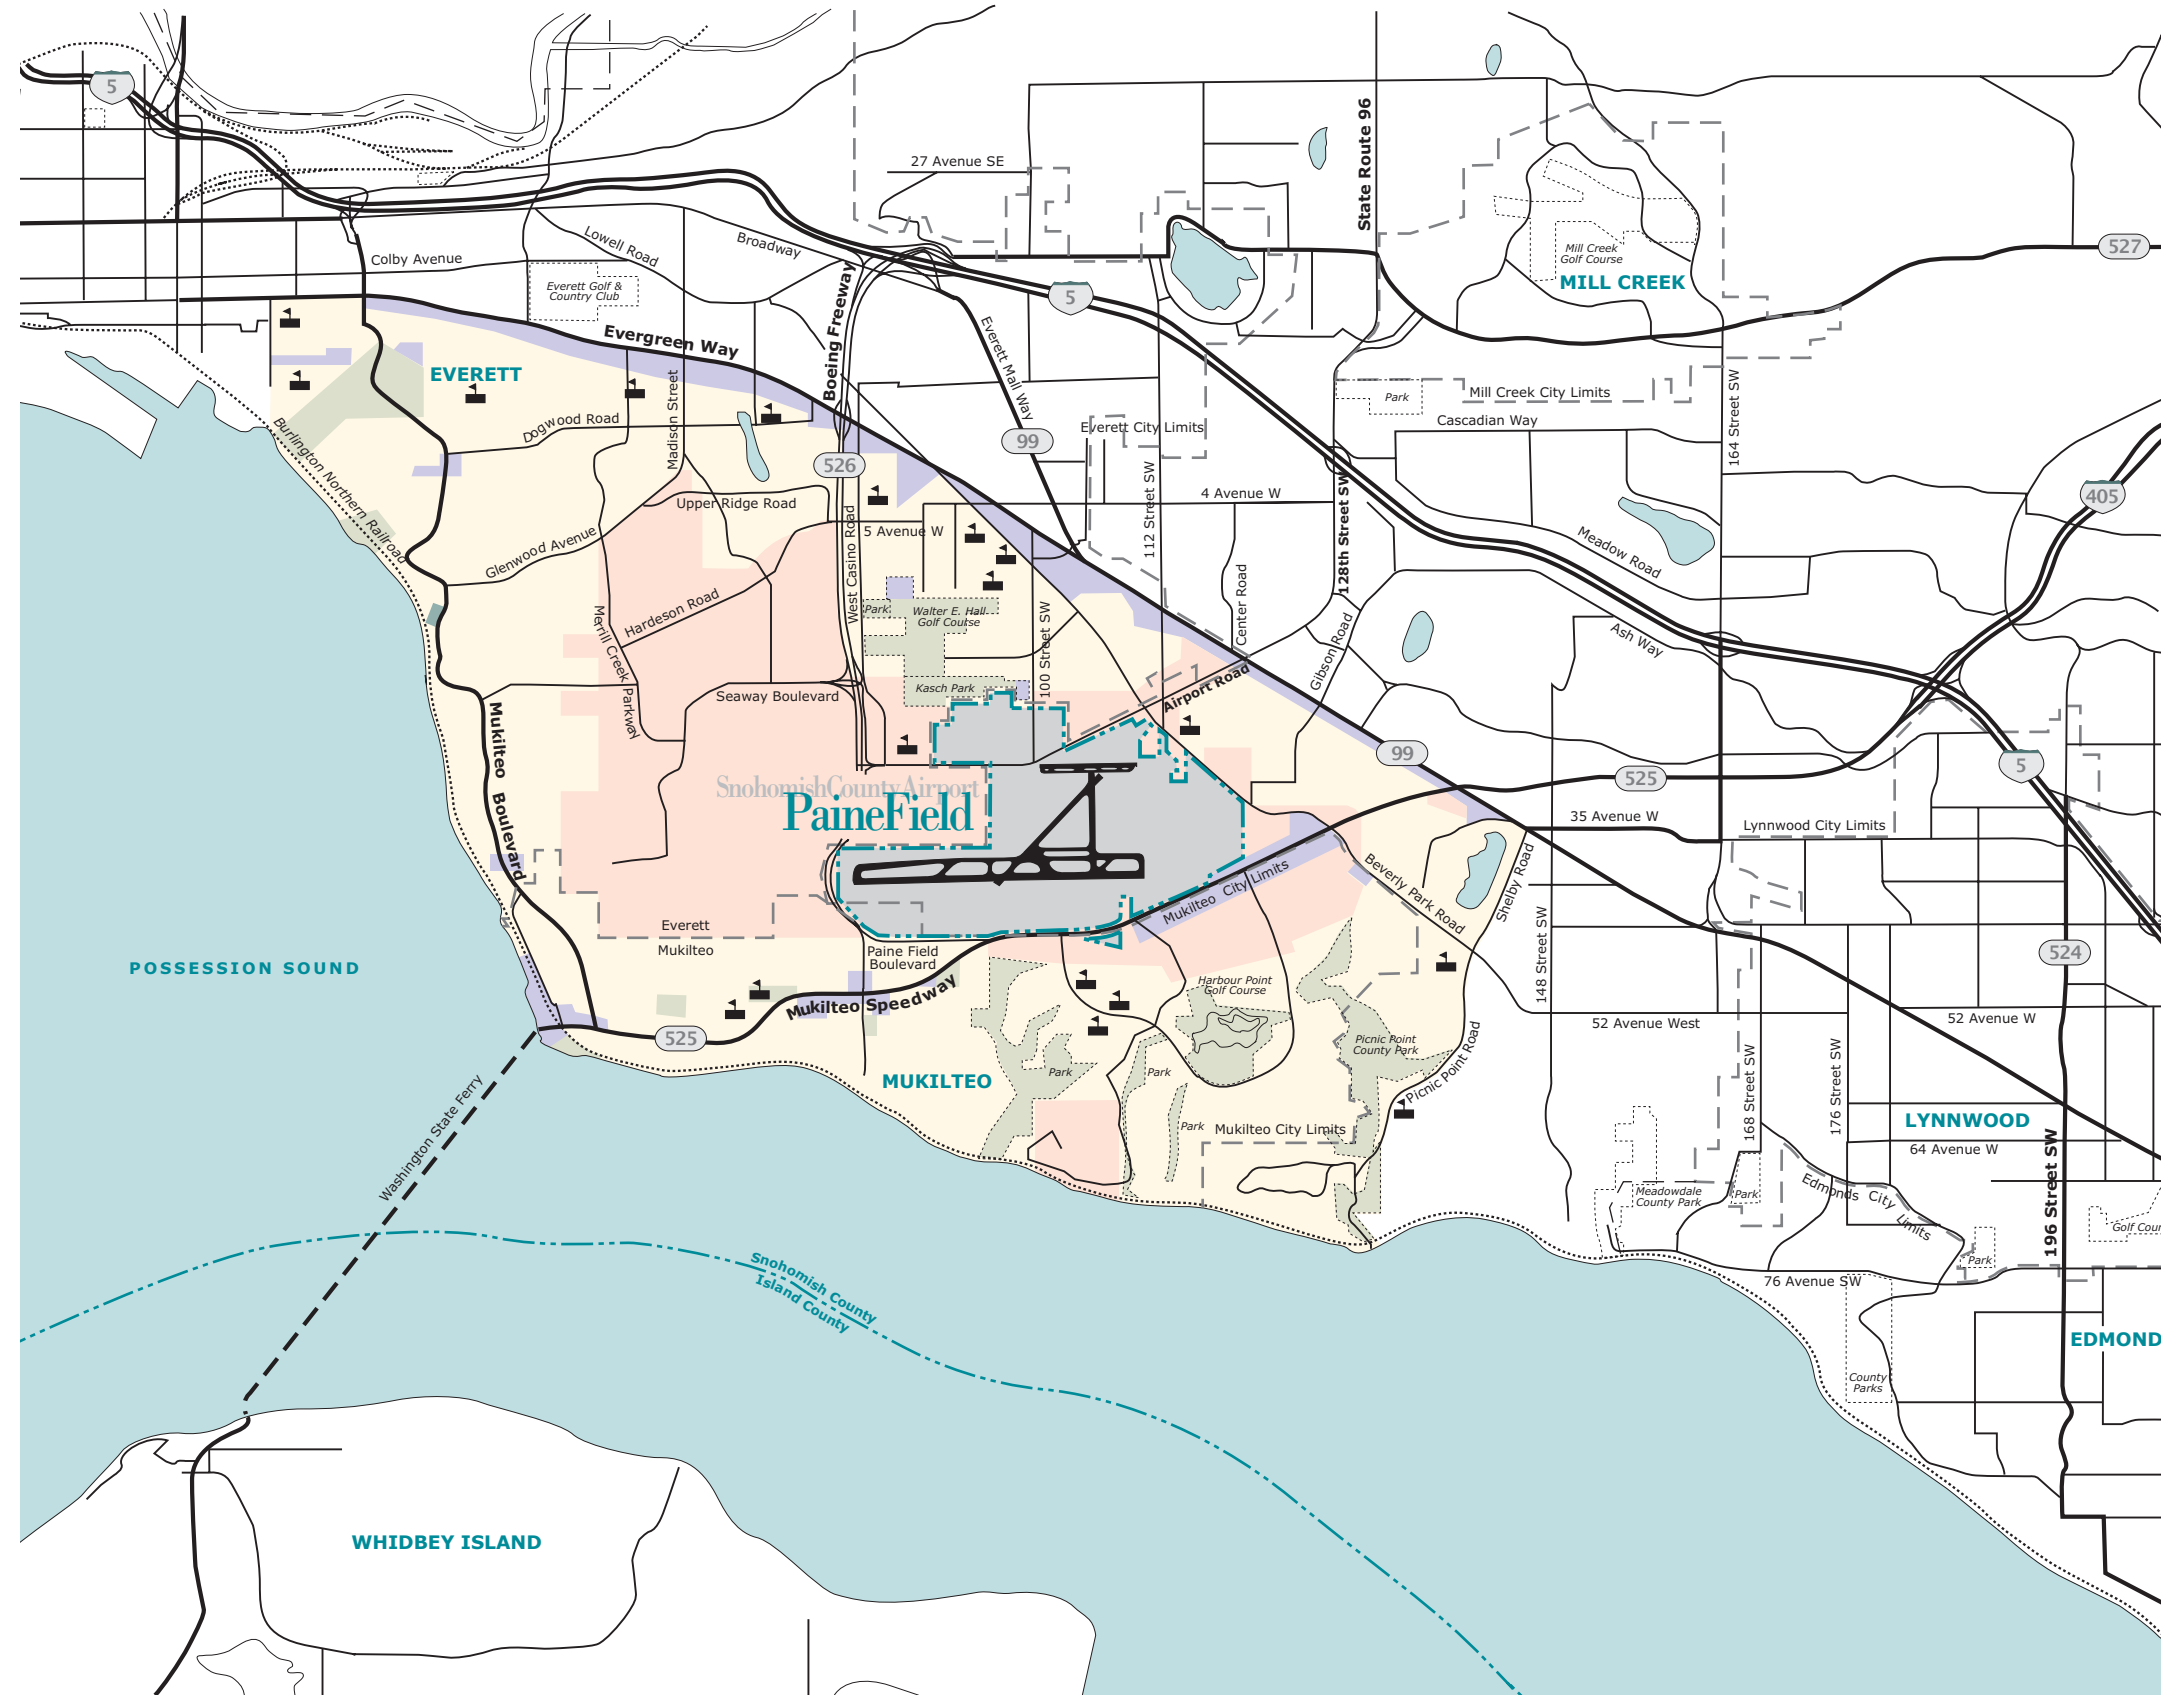 5
State Route 96
27 Avenue SE
Lowell Road
Broadway
Colby Avenue
Mill Creek
Golf Course
527
MILL CREEK
Everett Golf &
Country Club
5
Boeing Freeway
Evergreen Way
Everett Mall Way
EVERETT
Madison Street
Park
Mill Creek City Limits
164 Street SW
Cascadian Way
Dogwood Road
Everett City Limits
99
Burlington Northern Railroad
526
4 Avenue W
405
Upper Ridge Road
112 Street SW
128th Street SW
5 Avenue W
West Casino Road
Glenwood Avenue
Meadow Road
Center Road
Hardeson Road
Merrill Creek Parkway
Park
Walter E. Hall
Golf Course
100 Street SW
Gibson Road
Ash Way
Kasch Park
Airport Road
Seaway Boulevard
Mukilteo Boulevard
99
5
525
Snohomish County Airport
Paine Field
35 Avenue W
Lynnwood City Limits
Mukilteo City Limits
Beverly Park Road
Shelby Road
Everett
Mukilteo
Paine Field
Boulevard
148 Street SW
524
POSSESSION SOUND
Harbour Point
Golf Course
Mukilteo Speedway
52 Avenue West
52 Avenue W
525
Picnic Point
County Park
Picnic Point Road
168 Street SW
176 Street SW
MUKILTEO
Park
Park
Park
Washington State Ferry
Mukilteo City Limits
LYNNWOOD
64 Avenue W
196 Street SW
Meadowdale
County Park
Park
Edmonds City Limits
Golf Cour
Park
Snohomish County
Island County
76 Avenue SW
EDMOND
County
Parks
WHIDBEY ISLAND